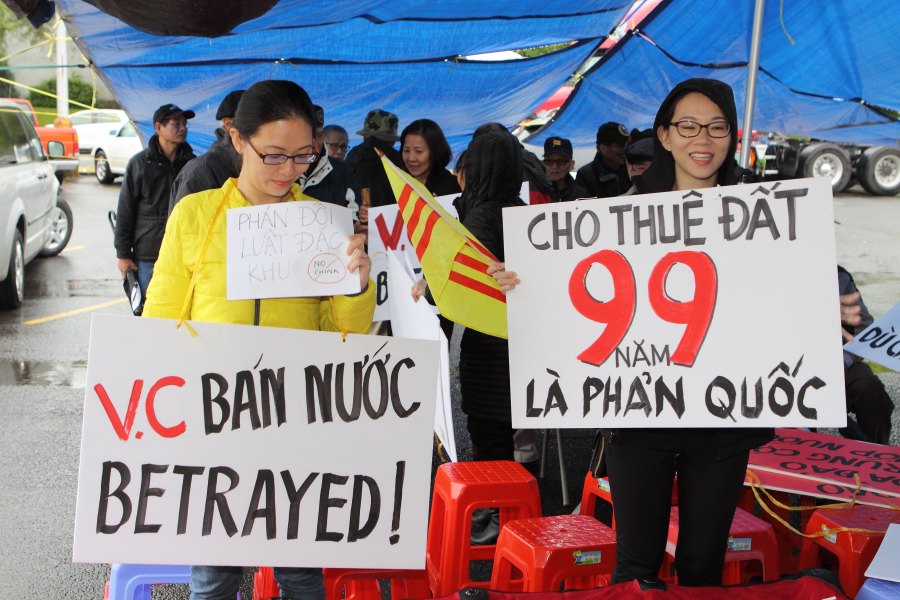 PHẢN ĐỐI
LUẬT ĐẶC
KHU
NO
CHINA
V.C BÁN NƯỚC
BETRAYED!
CHO THUÊ ĐẤT
99
NĂM
LÀ PHẢN QUỐC